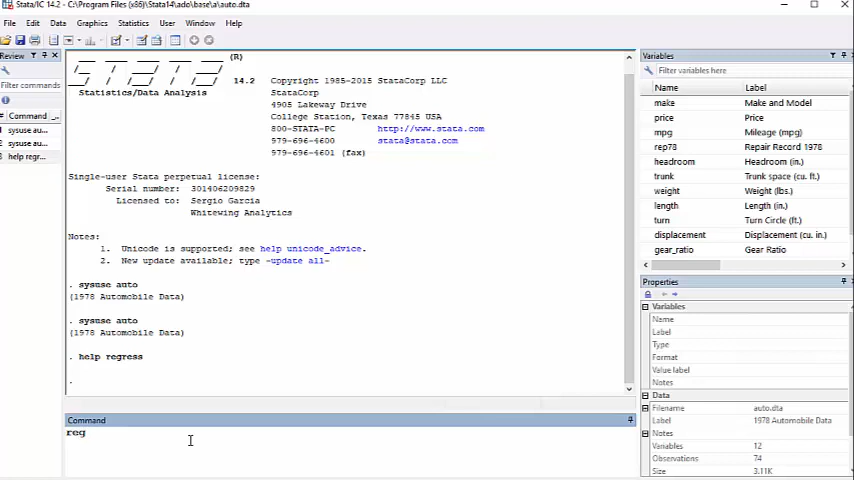 Stata/IC 14.2 - C:\Program Files (x86)\Stata14\ado\base\a\auto.dta
File Edit Data Graphics Statistics User Window Help
Review
Filter commands
# Command
sysuse au...
sysuse au...
3 help regr...
(R)
14.2 Copyright 1985-2015 StataCorp LLC
Statistics/Data Analysis StataCorp
4905 Lakeway Drive
College Station, Texas 77845 USA
800-STATA-PC http://www.stata.com
979-696-4600 stata@stata.com
979-696-4601 (fax)
Single-user Stata perpetual license:
Serial number: 301406209829
Licensed to: Sergio Garcia
Whitewing Analytics
Notes:
1. Unicode is supported; see help unicode_advice.
2. New update available; type -update all-
. sysuse auto
(1978 Automobile Data)
. sysuse auto
(1978 Automobile Data)
. help regress
.
Command
reg
Variables
Filter variables here
Name Label
make Make and Model
price Price
mpg Mileage (mpg)
rep78 Repair Record 1978
headroom Headroom (in.)
trunk Trunk space (cu. ft.)
weight Weight (lbs.)
length Length (in.)
turn Turn Circle (ft.)
displacement Displacement (cu. in.)
gear_ratio Gear Ratio
Properties
Variables
Name
Label
Type
Format
Value label
Notes
Data
Filename auto.dta
Label 1978 Automobile Data
Notes
Variables 12
Observations 74
Size 3.11K